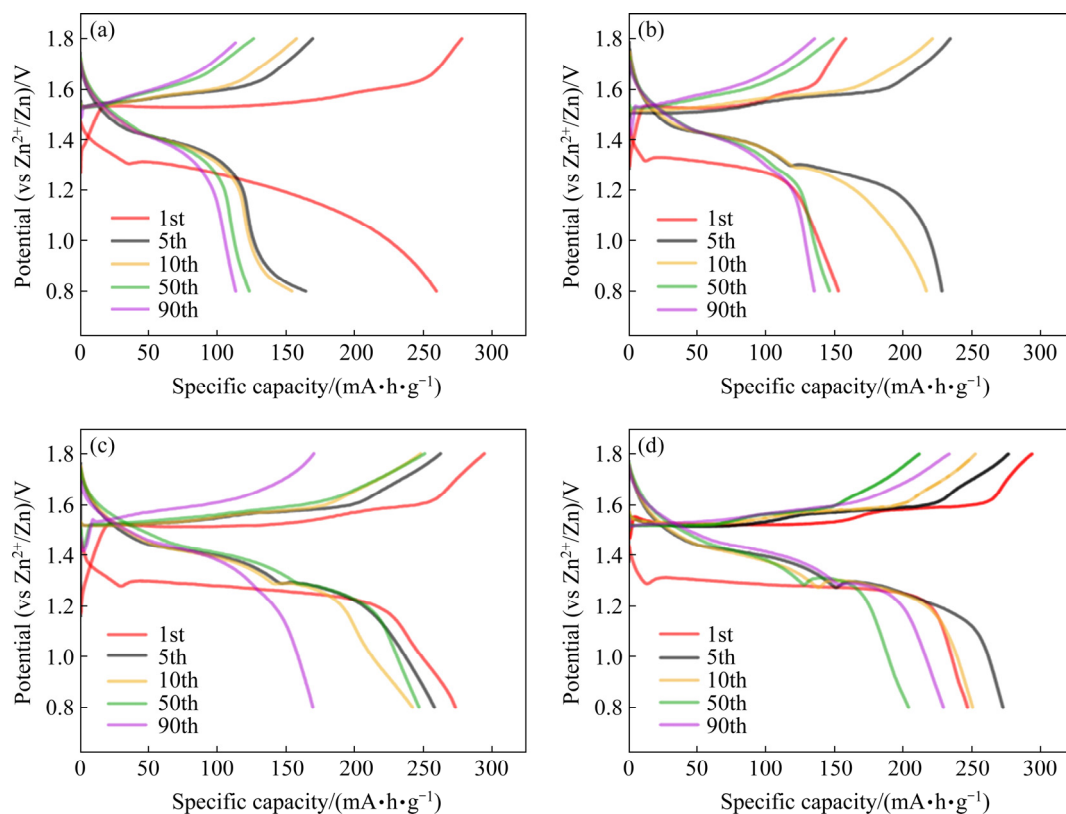 (a)
Potential (vs Zn²⁺/Zn)/V
1.8
1.6
1.4
1.2
1.0
0.8
1st
5th
10th
50th
90th
0 50 100 150 200 250 300
Specific capacity/(mA•h•g⁻¹)
(b)
Potential (vs Zn²⁺/Zn)/V
1.8
1.6
1.4
1.2
1.0
0.8
1st
5th
10th
50th
90th
0 50 100 150 200 250 300
Specific capacity/(mA•h•g⁻¹)
(c)
Potential (vs Zn²⁺/Zn)/V
1.8
1.6
1.4
1.2
1.0
0.8
1st
5th
10th
50th
90th
0 50 100 150 200 250 300
Specific capacity/(mA•h•g⁻¹)
(d)
Potential (vs Zn²⁺/Zn)/V
1.8
1.6
1.4
1.2
1.0
0.8
1st
5th
10th
50th
90th
0 50 100 150 200 250 300
Specific capacity/(mA•h•g⁻¹)